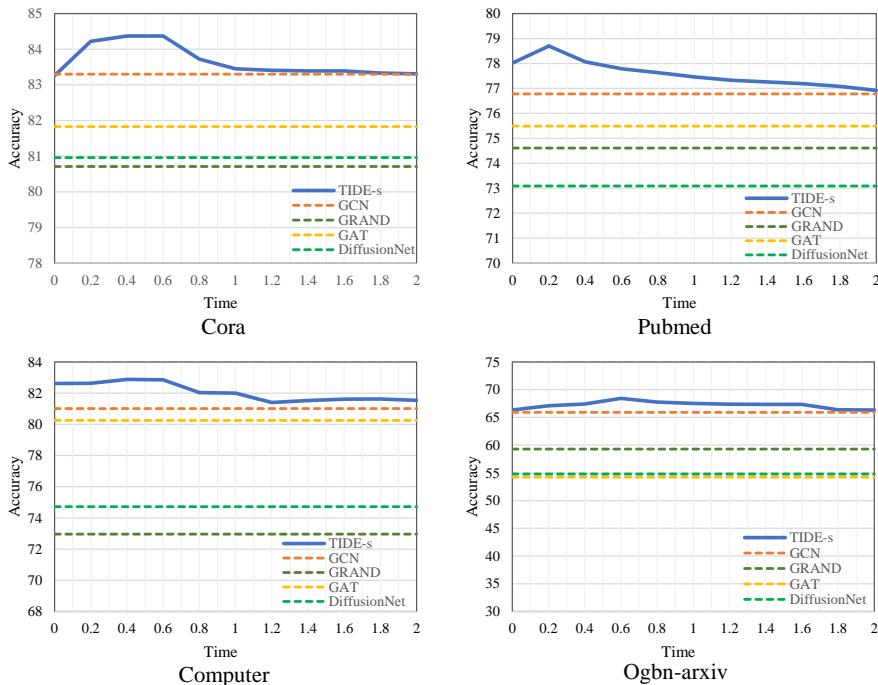 85
84
83
82
81
80
79
78
Accuracy
0 0.2 0.4 0.6 0.8 1 1.2 1.4 1.6 1.8 2
Time
TIDE-s
GCN
GRAND
GAT
DiffusionNet
Cora
80
79
78
77
76
75
74
73
72
71
70
Accuracy
0 0.2 0.4 0.6 0.8 1 1.2 1.4 1.6 1.8 2
Time
TIDE-s
GCN
GRAND
GAT
DiffusionNet
Pubmed
84
82
80
78
76
74
72
70
68
Accuracy
0 0.2 0.4 0.6 0.8 1 1.2 1.4 1.6 1.8 2
Time
TIDE-s
GCN
GRAND
GAT
DiffusionNet
Computer
75
70
65
60
55
50
45
40
35
30
Accuracy
0 0.2 0.4 0.6 0.8 1 1.2 1.4 1.6 1.8 2
Time
TIDE-s
GCN
GRAND
GAT
DiffusionNet
Ogbn-arxiv